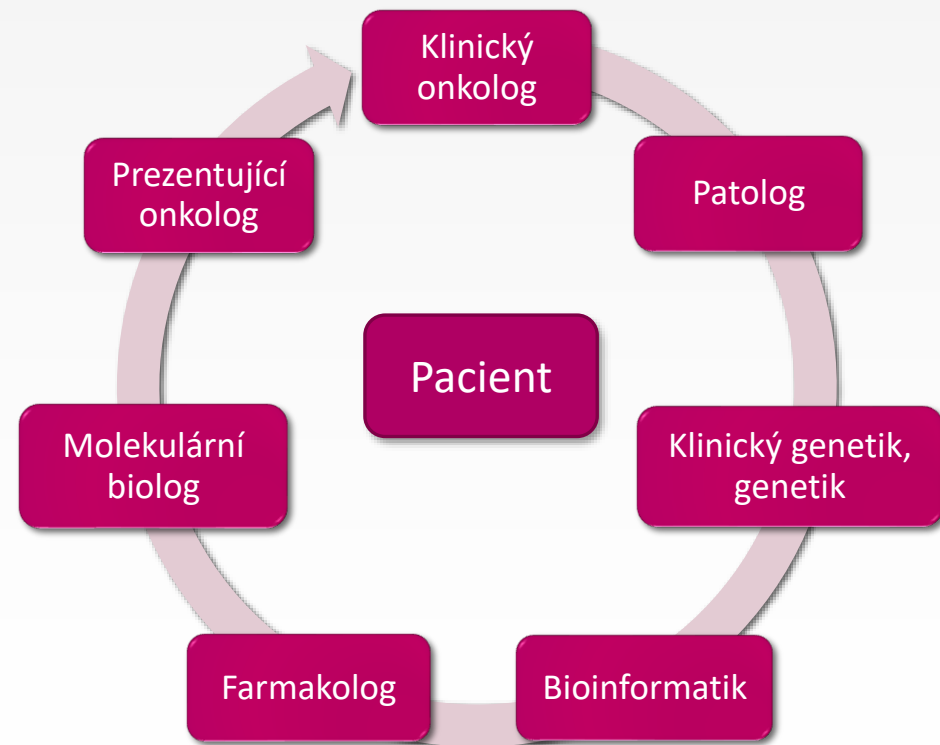 Klinický
onkolog
Patolog
Klinický genetik,
genetik
Bioinformatik
Farmakolog
Molekulární
biolog
Prezentující
onkolog
Pacient